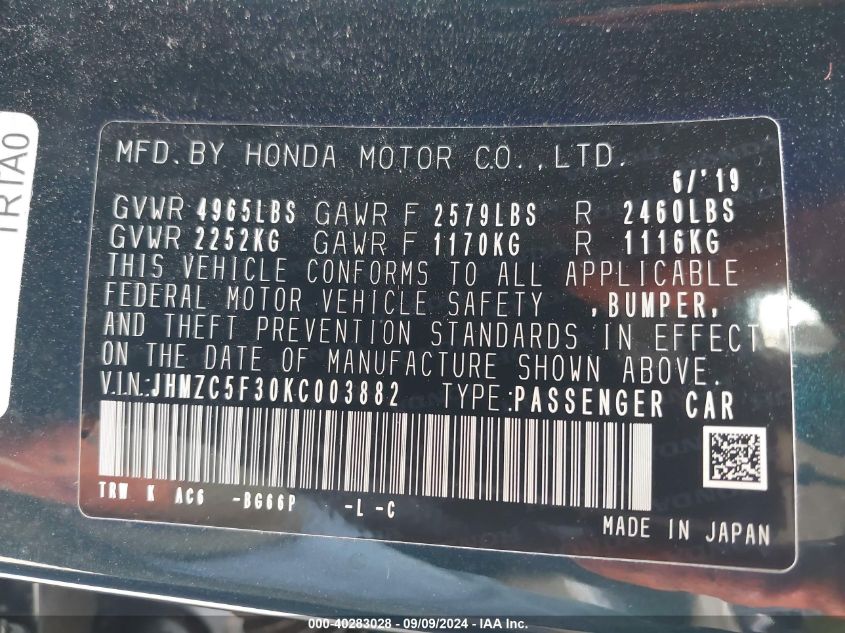 TRTA0
MFD. BY HONDA MOTOR CO., LTD.
6/'19
GVWR 4965LBS GAWR F 2579LBS R 2460LBS
GVWR 2252KG GAWR F 1170KG R 1116KG
THIS VEHICLE CONFORMS TO ALL APPLICABLE
FEDERAL MOTOR VEHICLE SAFETY , BUMPER,
AND THEFT PREVENTION STANDARDS IN EFFECT
ON THE DATE OF MANUFACTURE SHOWN ABOVE.
V.I.N.:JHMZC5F30KC003882 TYPE:PASSENGER CAR
TRW K AC6 -BG66P -L -C
MADE IN JAPAN
000-40283028 - 09/09/2024 - IAA Inc.